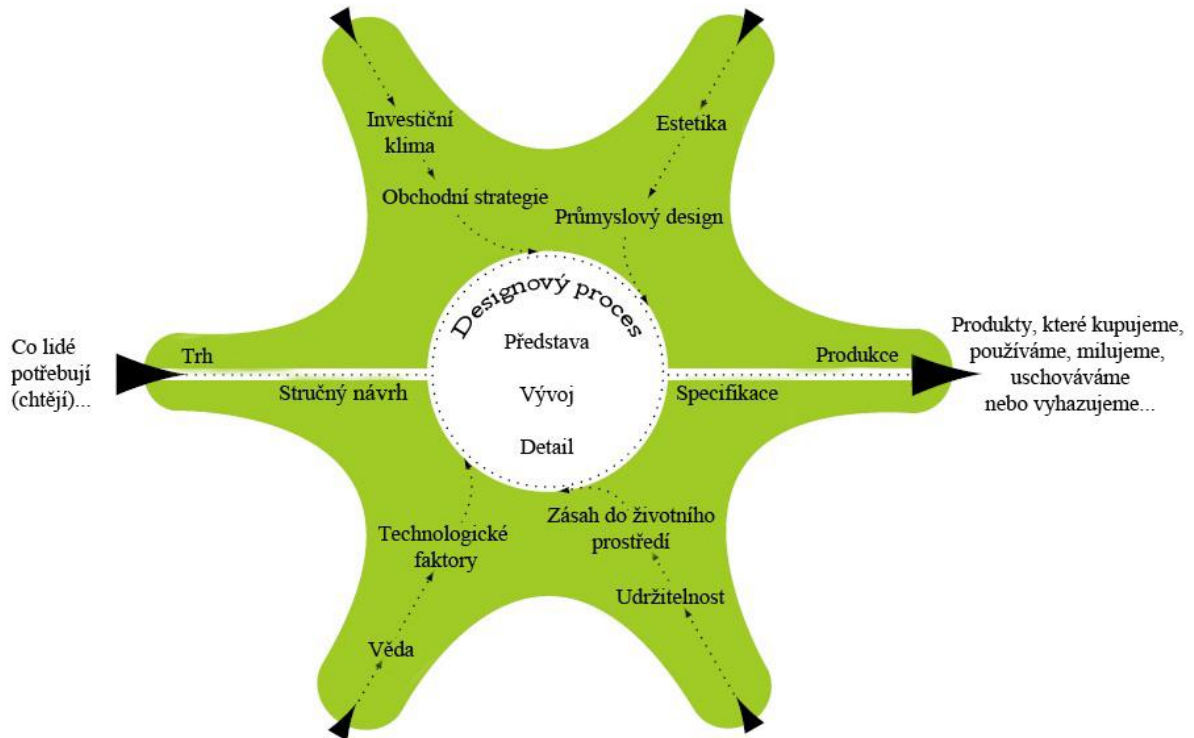 Investiční
klima
Obchodní strategie
Estetika
Průmyslový design
Co lidé
potřebují
(chtějí)...
Trh
Stručný návrh
Designový proces
Představa
Vývoj
Detail
Produkce
Specifikace
Produkty, které kupujeme,
používáme, milujeme,
uschováváme
nebo vyhazujeme...
Technologické
faktory
Věda
Zásah do životního
prostředí
Udržitelnost